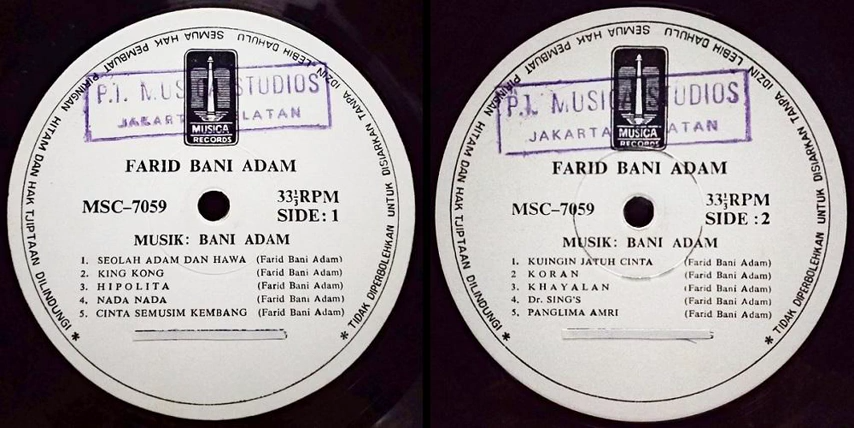 SEMUA HAK PEMBUAT PIRINGAN HITAM DAN HAK TJIPTAAN DILINDUNGI * TIDAK DIPERBOLEHKAN UNTUK DISIARKAN TANPA IDZIN LEBIH DAHULU
P.T. MUSICA STUDIOS
JAKARTA SELATAN
MUSICA
RECORDS
FARID BANI ADAM
MSC–7059
33⅓RPM
SIDE : 1
MUSIK: BANI ADAM
1. SEOLAH ADAM DAN HAWA (Farid Bani Adam)
2. KING KONG (Farid Bani Adam)
3. HIPOLITA (Farid Bani Adam)
4. NADA NADA (Farid Bani Adam)
5. CINTA SEMUSIM KEMBANG (Farid Bani Adam)
SEMUA HAK PEMBUAT PIRINGAN HITAM DAN HAK TJIPTAAN DILINDUNGI * TIDAK DIPERBOLEHKAN UNTUK DISIARKAN TANPA IDZIN LEBIH DAHULU
P.T. MUSICA STUDIOS
JAKARTA SELATAN
MUSICA
RECORDS
FARID BANI ADAM
MSC–7059
33⅓RPM
SIDE : 2
MUSIK: BANI ADAM
1. KUINGIN JATUH CINTA (Farid Bani Adam)
2 KORAN (Farid Bani Adam)
3. KHAYALAN (Farid Bani Adam)
4. Dr. SING'S (Farid Bani Adam)
5, PANGLIMA AMRI (Farid Bani Adam)